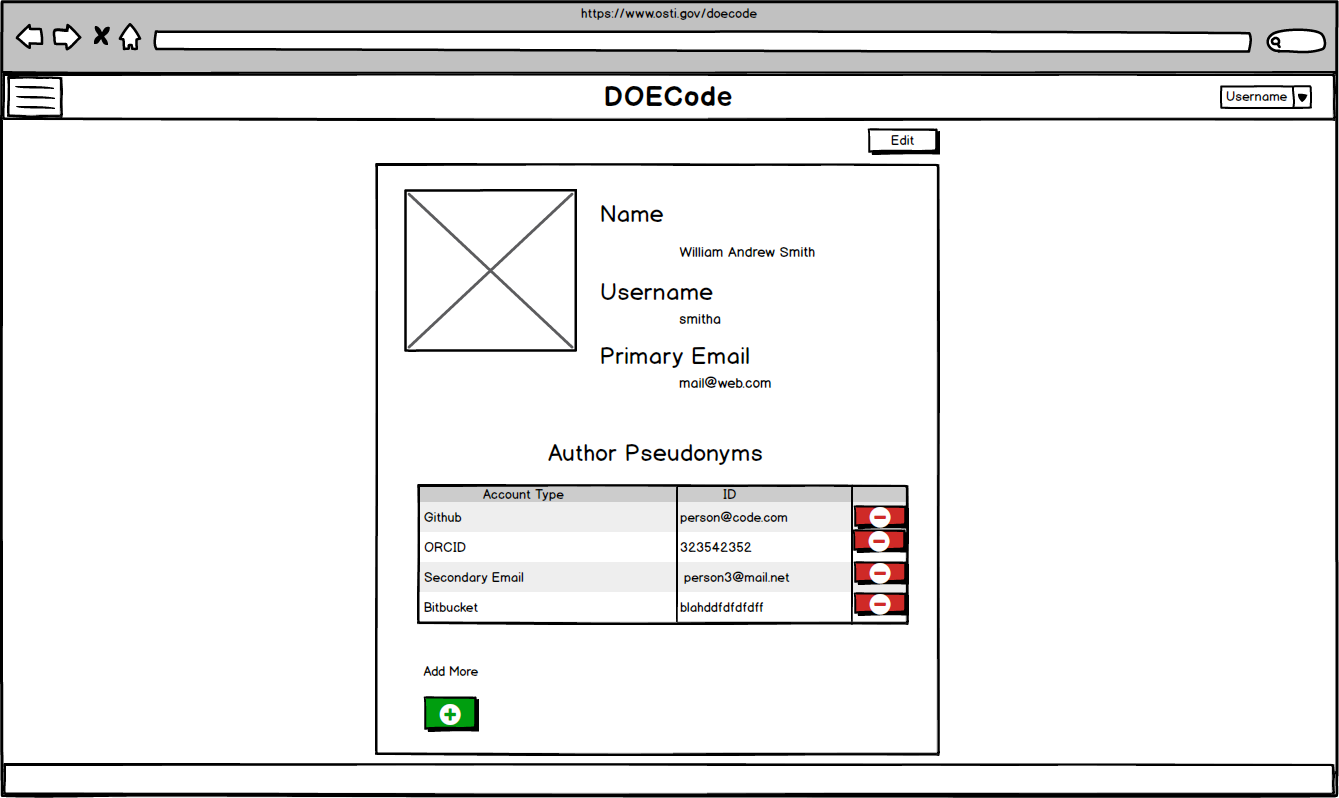 https://www.osti.gov/doecode
DOECode
Username
Edit
Name
William Andrew Smith
Username
smitha
Primary Email
mail@web.com
Author Pseudonyms
Account Type ID
Github person@code.com
ORCID 323542352
Secondary Email person3@mail.net
Bitbucket blahddfdfdfdff
Add More